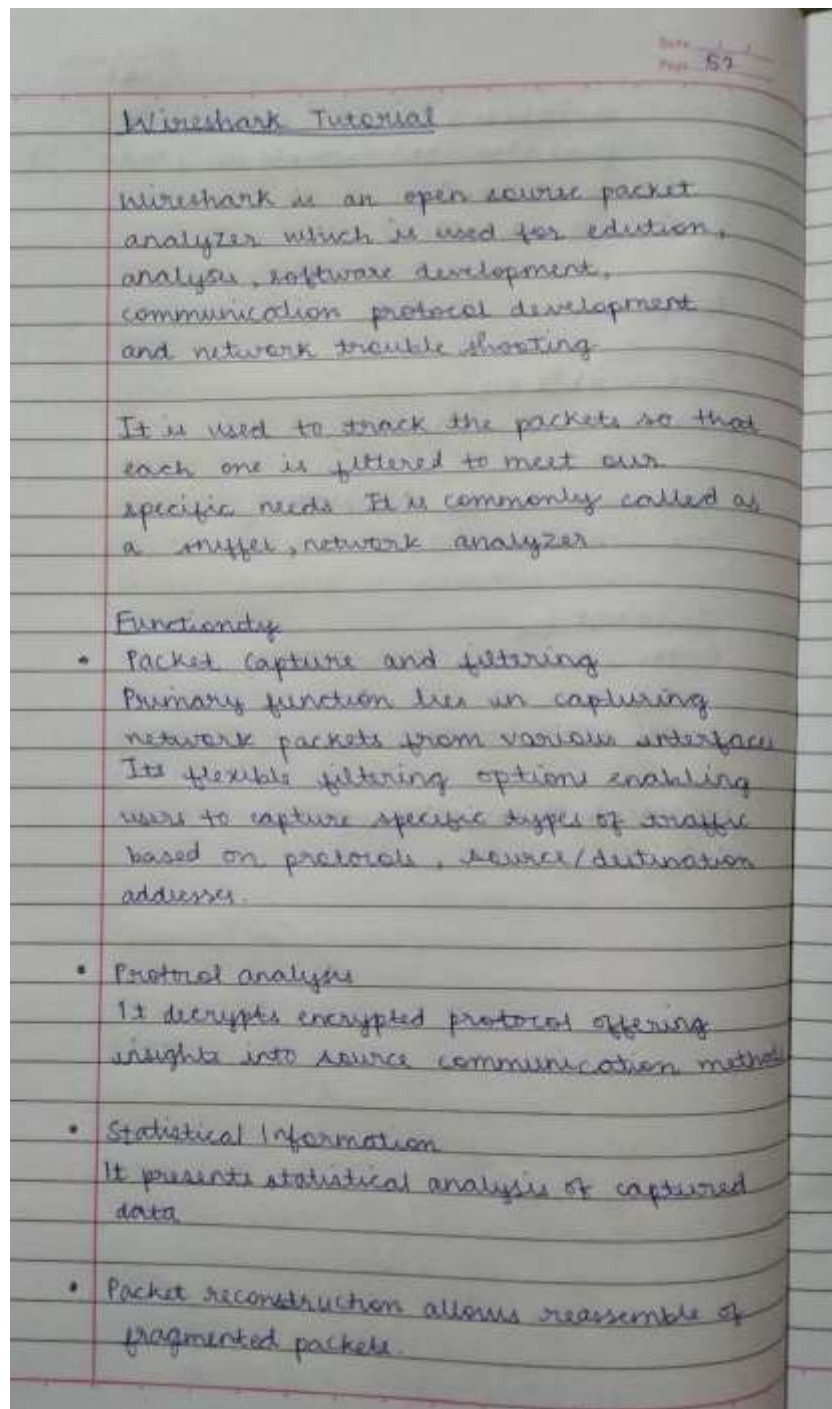 Date / /
Page 57
Wireshark Tutorial
Wireshark is an open source packet
analyzer which is used for edution,
analysis, software development,
communication protocol development
and network trouble shooting.
It is used to track the packets so that
each one is filtered to meet our
specific needs. It is commonly called as
a sniffer, network analyzer.
Functiondty
• Packet capture and filtering
Primary function lies in capturing
network packets from various interfaces
Its flexible filtering options enabling
users to capture specific types of traffic
based on protocols, source/destination
addresses.
• Protocol analysis
It decrypts encrypted protocol offering
insights into source communication method
• Statistical Information
It presents statistical analysis of captured
data
• Packet reconstruction allows reassemble of
fragmented packets.